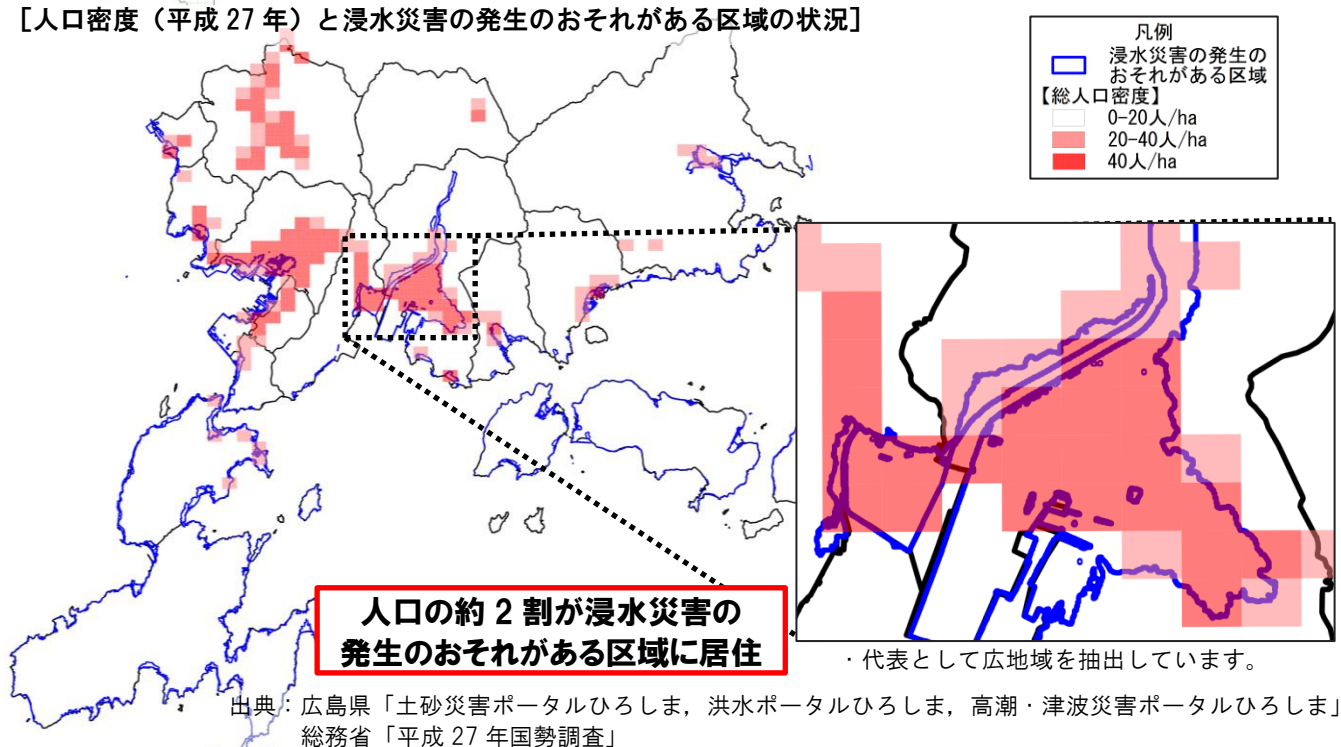 [人口密度（平成 27 年）と浸水災害の発生のおそれがある区域の状況]
凡例
浸水災害の発生の
おそれがある区域
【総人口密度】
0-20人/ha
20-40人/ha
40人/ha
人口の約 2 割が浸水災害の
発生のおそれがある区域に居住
・代表として広地域を抽出しています。
出典：広島県「土砂災害ポータルひろしま，洪水ポータルひろしま，高潮・津波災害ポータルひろしま」
総務省「平成 27 年国勢調査」